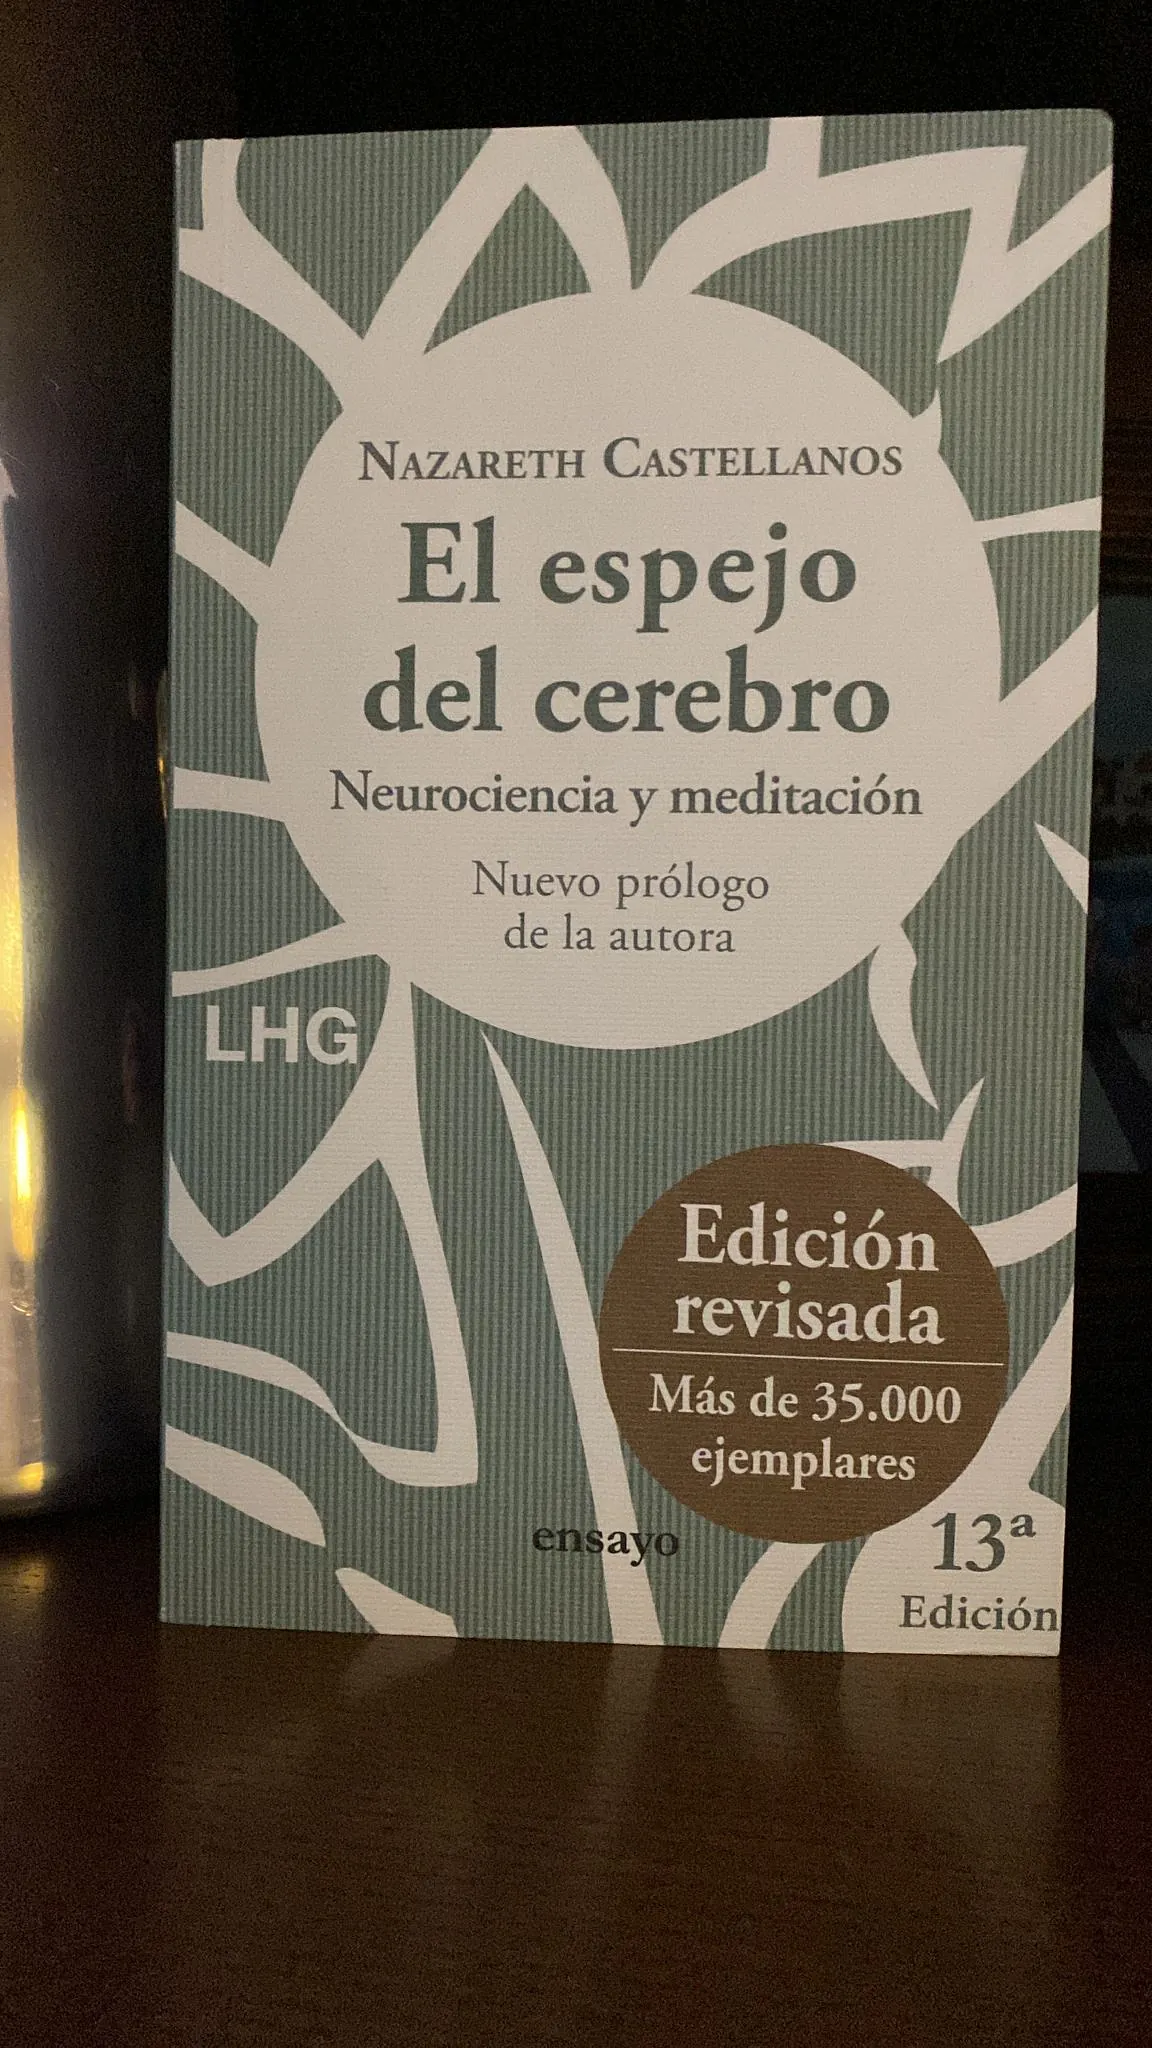 NAZARETH CASTELLANOS
El espejo
del cerebro
Neurociencia y meditación
Nuevo prólogo
de la autora
LHG
Edición
revisada
Más de 35.000
ejemplares
ensayo
13ª
Edición